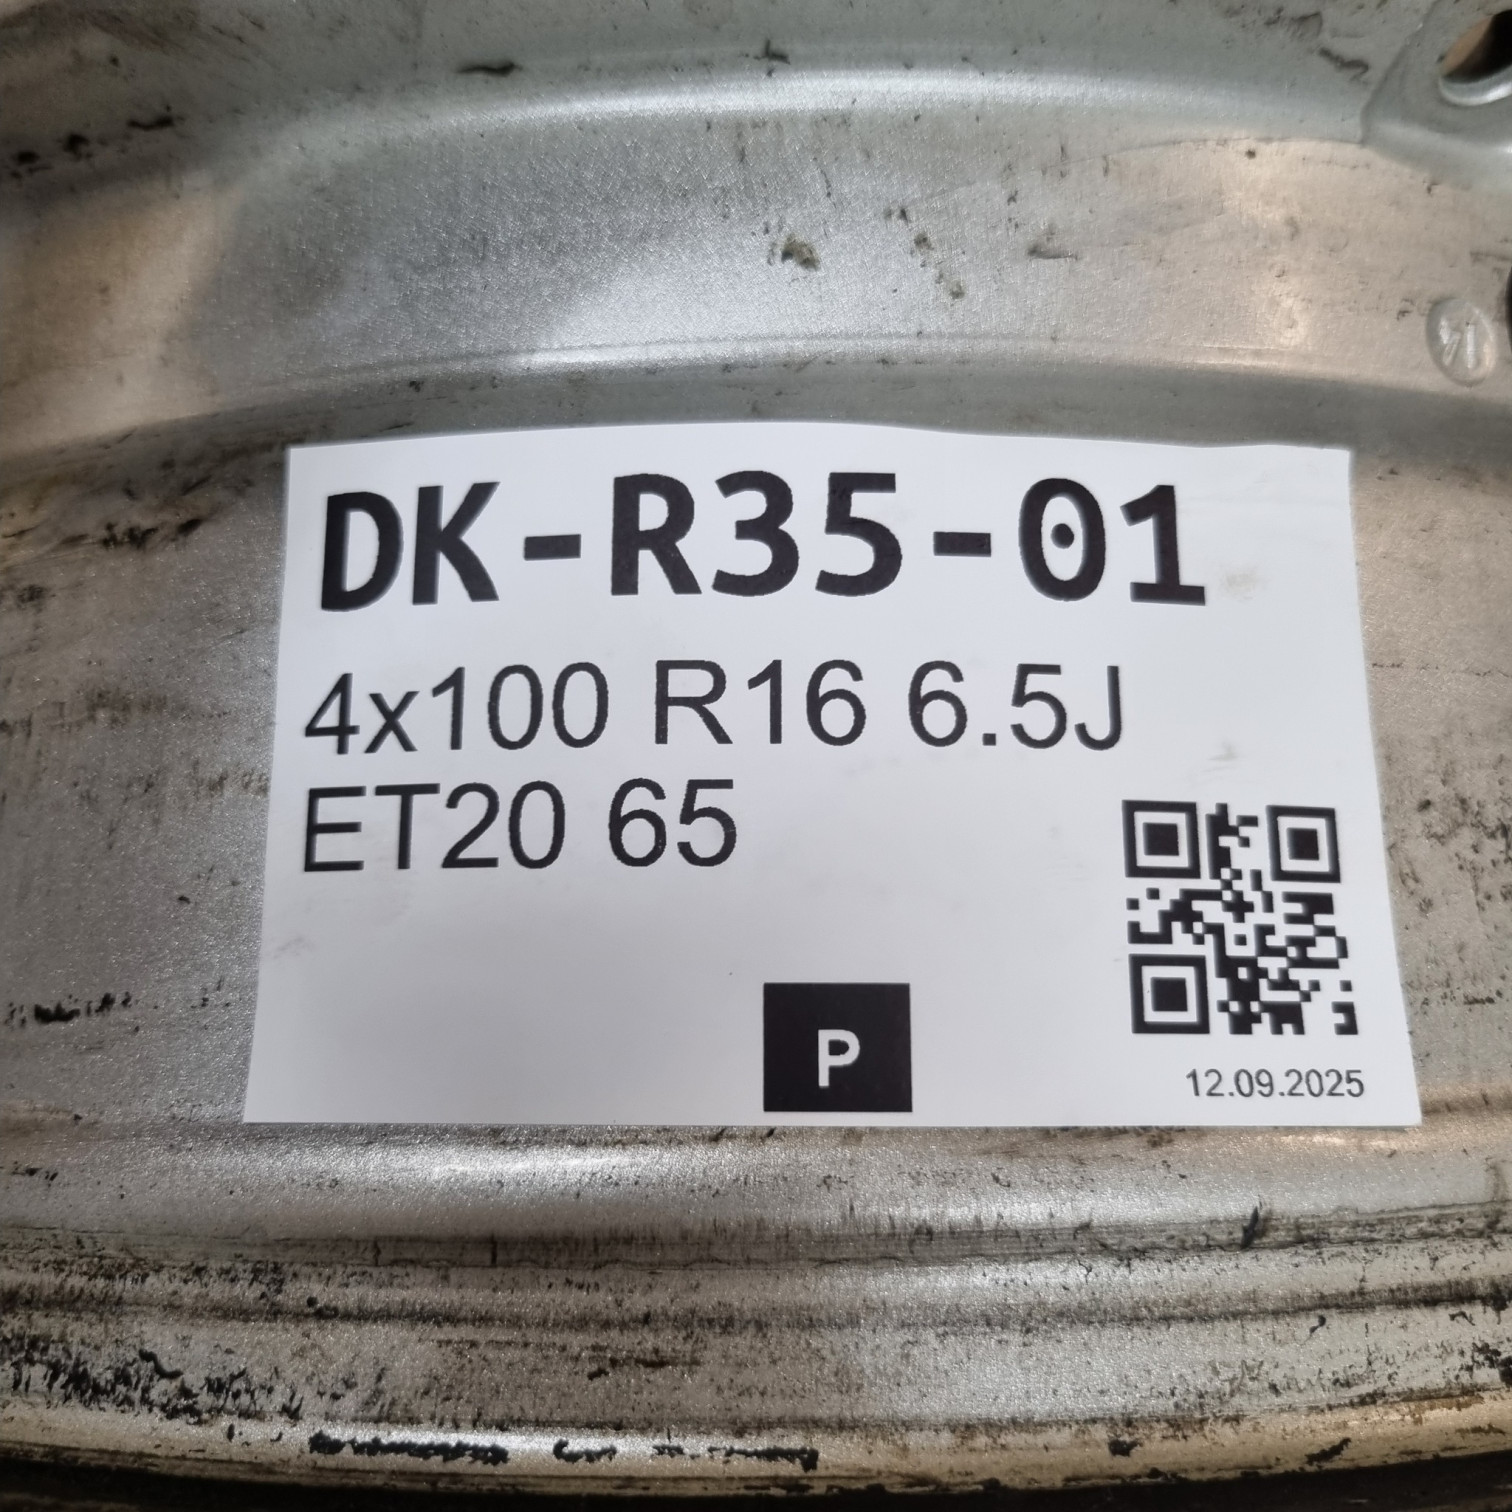 DK-R35-01
4x100 R16 6.5J
ET20 65
P
12.09.2025